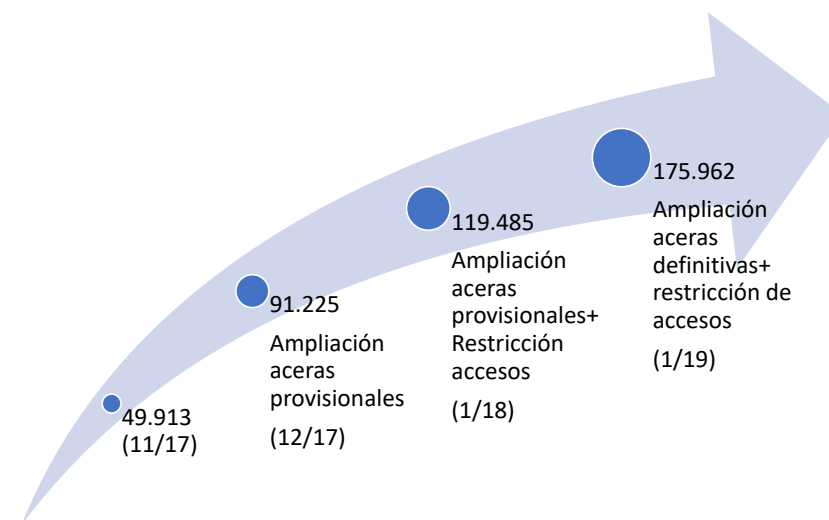 49.913
(11/17)
91.225
Ampliación
aceras
provisionales
(12/17)
119.485
Ampliación
aceras
provisionales+
Restricción
accesos
(1/18)
175.962
Ampliación
aceras
definitivas+
restricción de
accesos
(1/19)